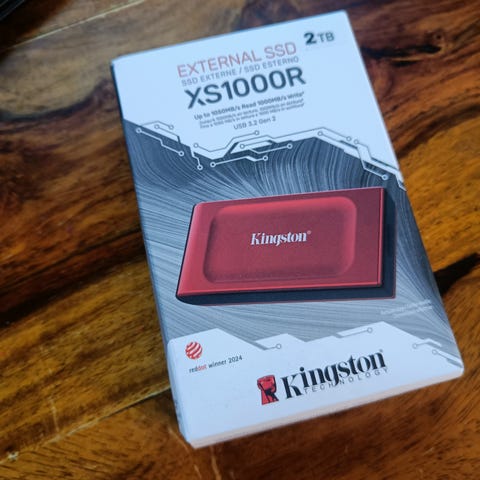 EXTERNAL SSD
2TB
SSD EXTERNE / SSD ESTERNO
XS1000R
Up to 1050MB/s Read 1000MB/s Write*
USB 3.2 Gen 2
Kingston®
reddot winner 2024
Kingston
TECHNOLOGY